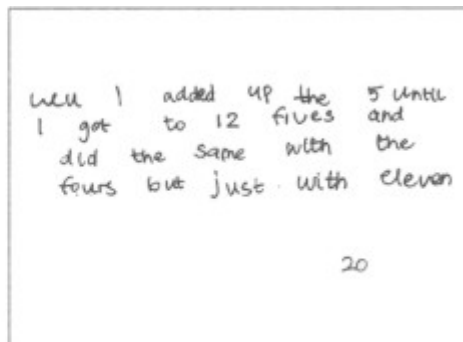 well I added up the 5 until
I got to 12 fives and
did the same with the
fours but just with eleven
20